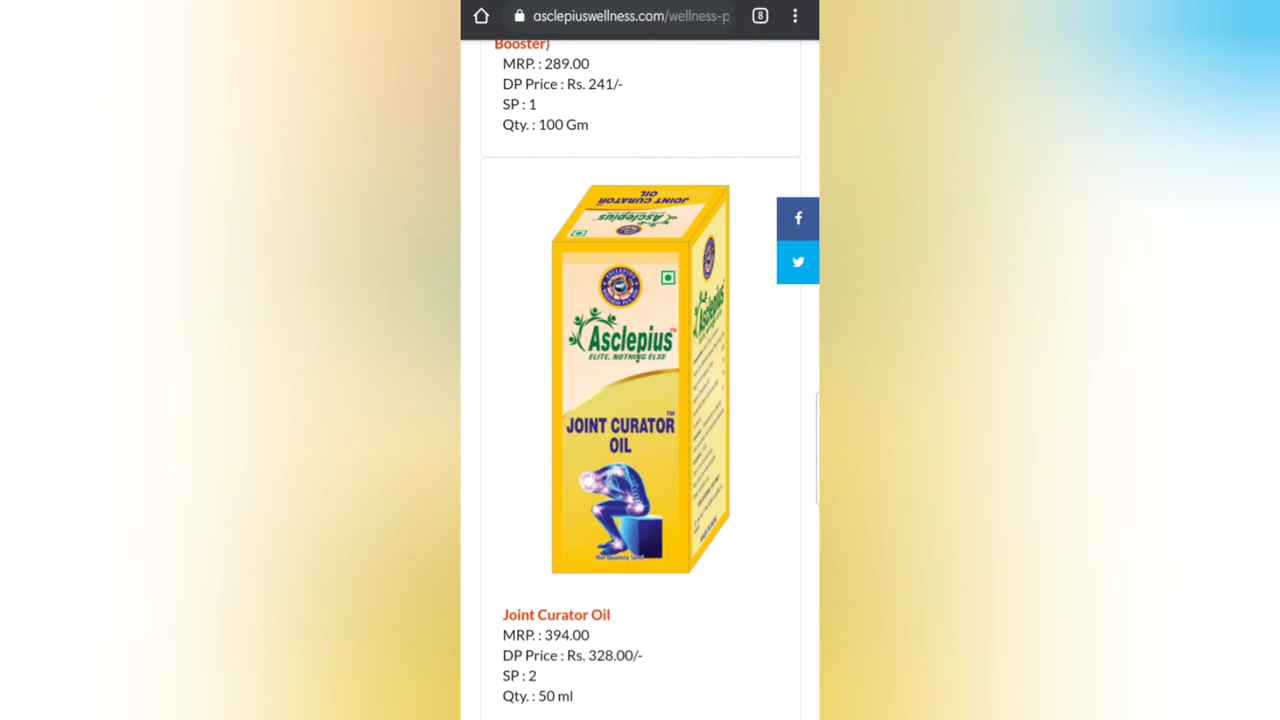 asclepiuswellness.com/wellness-p
8
Booster)
MRP. : 289.00
DP Price : Rs. 241/-
SP : 1
Qty. : 100 Gm
JOINT CURATOR
OIL
Asclepius
Asclepius™
ELITE, NOTHING ELSE
Asclepius
JOINT CURATOR™
OIL
Joint Curator Oil
MRP. : 394.00
DP Price : Rs. 328.00/-
SP : 2
Qty. : 50 ml